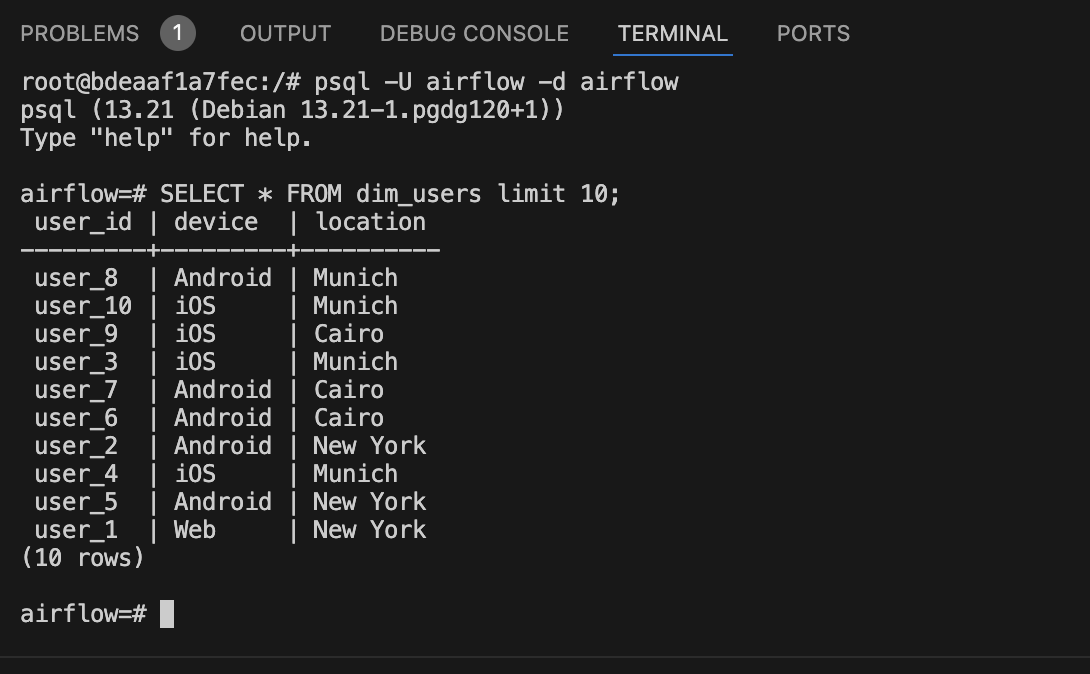 PROBLEMS 1 OUTPUT DEBUG CONSOLE TERMINAL PORTS
root@bdeaaf1a7fec:/# psql -U airflow -d airflow
psql (13.21 (Debian 13.21-1.pgdg120+1))
Type "help" for help.

airflow=# SELECT * FROM dim_users limit 10;
 user_id | device  | location
---------+---------+----------
 user_8  | Android | Munich
 user_10 | iOS     | Munich
 user_9  | iOS     | Cairo
 user_3  | iOS     | Munich
 user_7  | Android | Cairo
 user_6  | Android | Cairo
 user_2  | Android | New York
 user_4  | iOS     | Munich
 user_5  | Android | New York
 user_1  | Web     | New York
(10 rows)

airflow=#